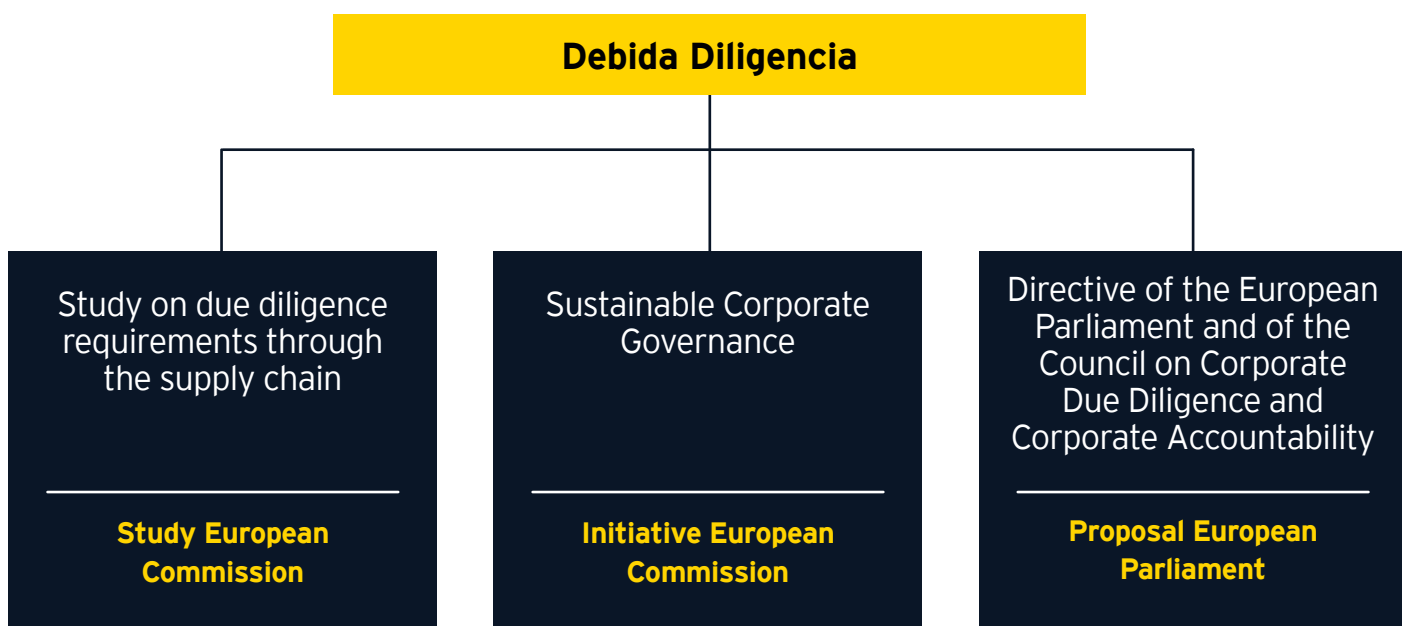 Debida Diligencia
Study on due diligence
requirements through
the supply chain
Study European
Commission
Sustainable Corporate
Governance
Initiative European
Commission
Directive of the European
Parliament and of the
Council on Corporate
Due Diligence and
Corporate Accountability
Proposal European
Parliament